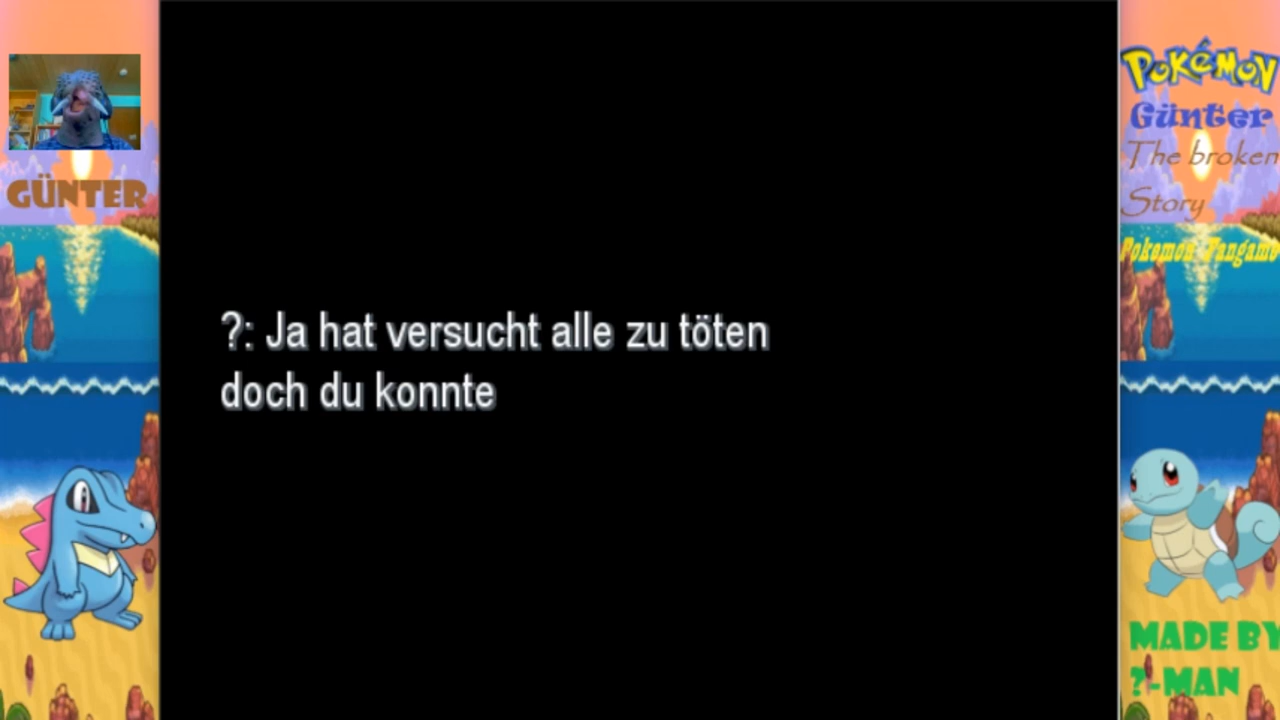 GÜNTER
?: Ja hat versucht alle zu töten
doch du konnte
POKéMON
Günter
The broken
Story
Pokemon Fangame
MADE BY
?-MAN